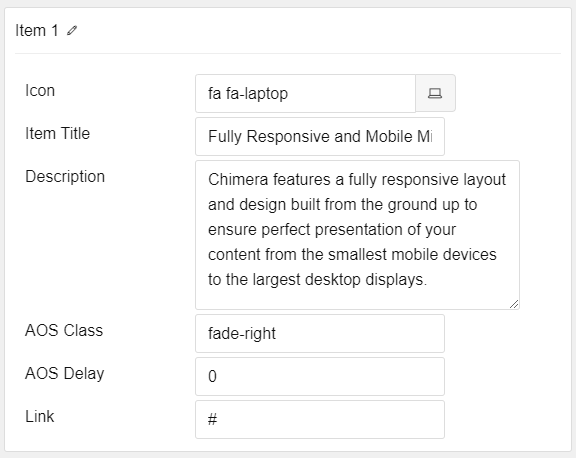 Item 1
Icon
fa fa-laptop
Item Title
Fully Responsive and Mobile Mi
Description
Chimera features a fully responsive layout
and design built from the ground up to
ensure perfect presentation of your
content from the smallest mobile devices
to the largest desktop displays.
AOS Class
fade-right
AOS Delay
0
Link
#